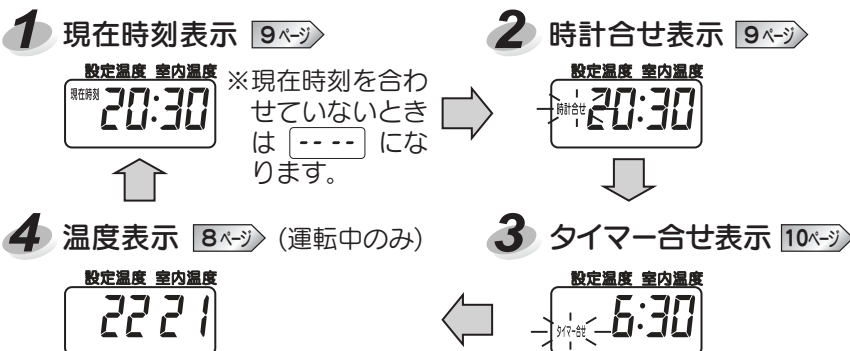 1 現在時刻表示 9ページ
設定温度 室内温度
現在時刻 20:30
※現在時刻を合わ
せていないとき
は -- -- にな
ります。
2 時計合せ表示 9ページ
設定温度 室内温度
時計合せ 20:30
3 タイマー合せ表示 10ページ
設定温度 室内温度
タイマー合せ 6:30
4 温度表示 8ページ (運転中のみ)
設定温度 室内温度
22 21